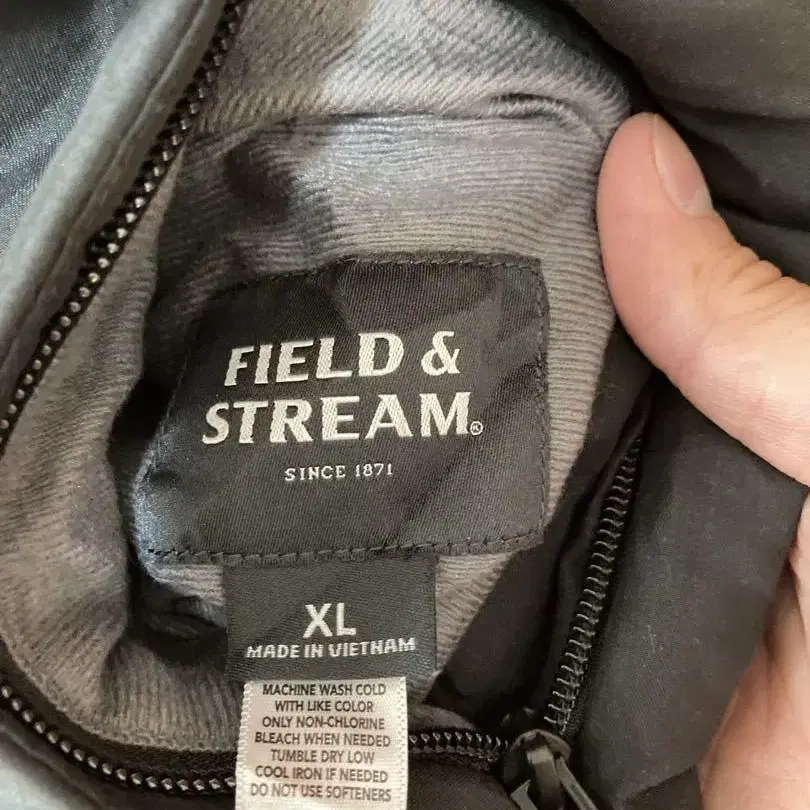 FIELD &
STREAM®
SINCE 1871
XL
MADE IN VIETNAM
MACHINE WASH COLD
WITH LIKE COLOR
ONLY NON-CHLORINE
BLEACH WHEN NEEDED
TUMBLE DRY LOW
COOL IRON IF NEEDED
DO NOT USE SOFTENERS